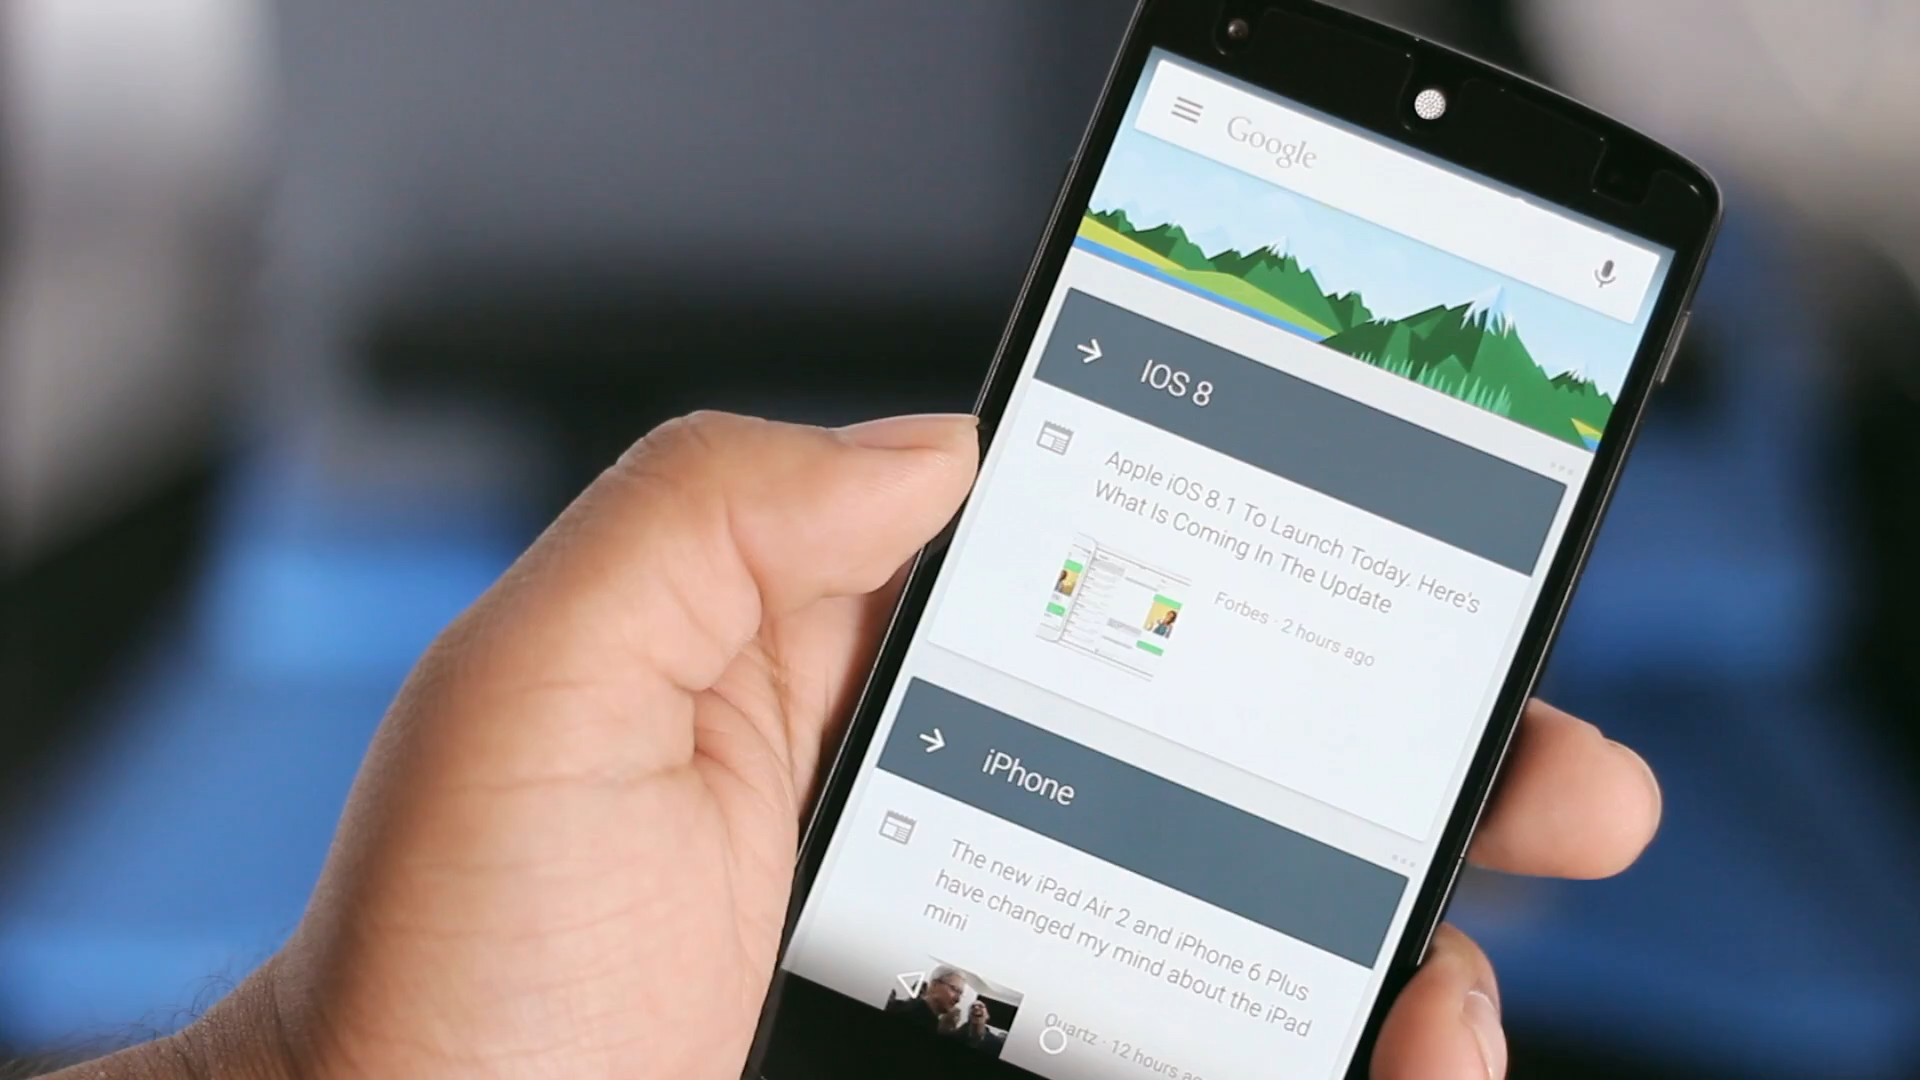 Google
IOS 8
Apple iOS 8.1 To Launch Today. Here's
What Is Coming In The Update
Forbes · 2 hours ago
iPhone
The new iPad Air 2 and iPhone 6 Plus
have changed my mind about the iPad
mini
Quartz · 12 hours ago